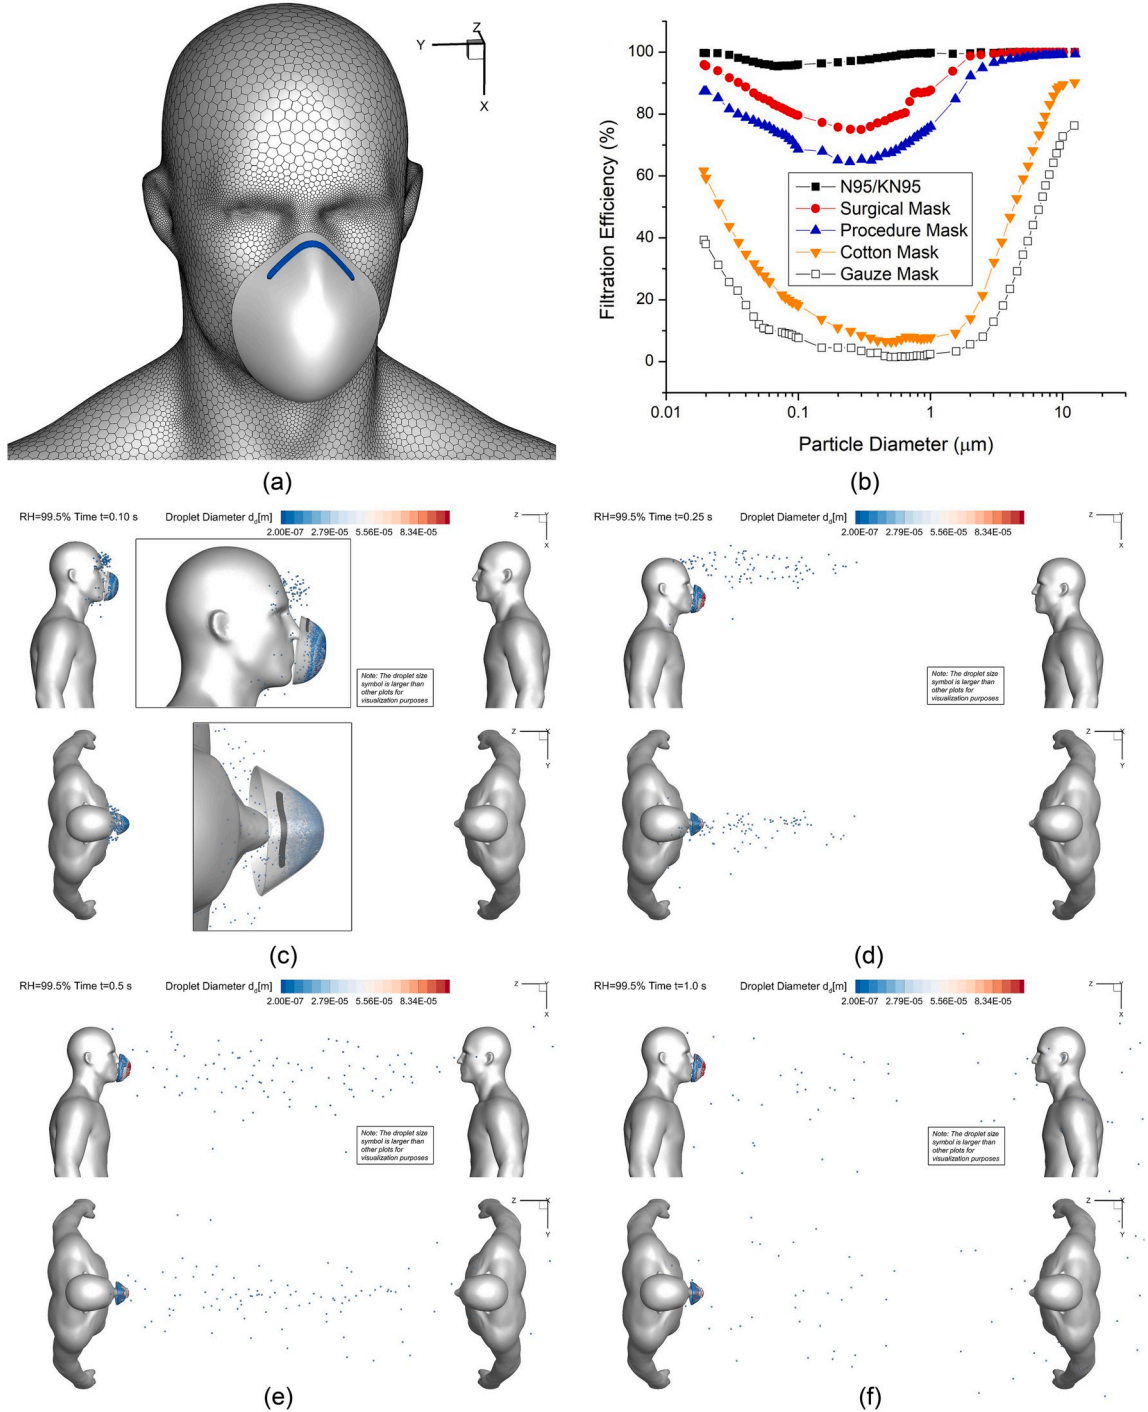 Z
Y
X
(a)
100
80
60
40
20
0
Filtration Efficiency (%)
N95/KN95
Surgical Mask
Procedure Mask
Cotton Mask
Gauze Mask
0.01
0.1
1
10
Particle Diameter (μm)
(b)
RH=99.5% Time t=0.10 s
Droplet Diameter dd[m]
2.00E-07 2.79E-05 5.56E-05 8.34E-05
Z
X
Note: The droplet size
symbol is larger than
other plots for
visualization purposes
Z
X
Y
(c)
RH=99.5% Time t=0.25 s
Droplet Diameter dd[m]
2.00E-07 2.79E-05 5.56E-05 8.34E-05
Z
X
Note: The droplet size
symbol is larger than
other plots for
visualization purposes
Z
X
Y
(d)
RH=99.5% Time t=0.5 s
Droplet Diameter dd[m]
2.00E-07 2.79E-05 5.56E-05 8.34E-05
Z
X
Note: The droplet size
symbol is larger than
other plots for
visualization purposes
Z
X
Y
(e)
RH=99.5% Time t=1.0 s
Droplet Diameter dd[m]
2.00E-07 2.79E-05 5.56E-05 8.34E-05
Z
X
Note: The droplet size
symbol is larger than
other plots for
visualization purposes
Z
X
Y
(f)